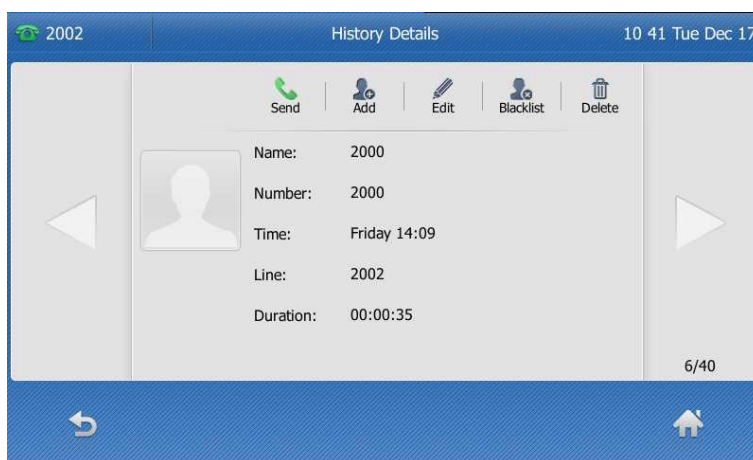 2002 History Details 10 41 Tue Dec 17
Send Add Edit Blacklist Delete
Name: 2000
Number: 2000
Time: Friday 14:09
Line: 2002
Duration: 00:00:35
6/40